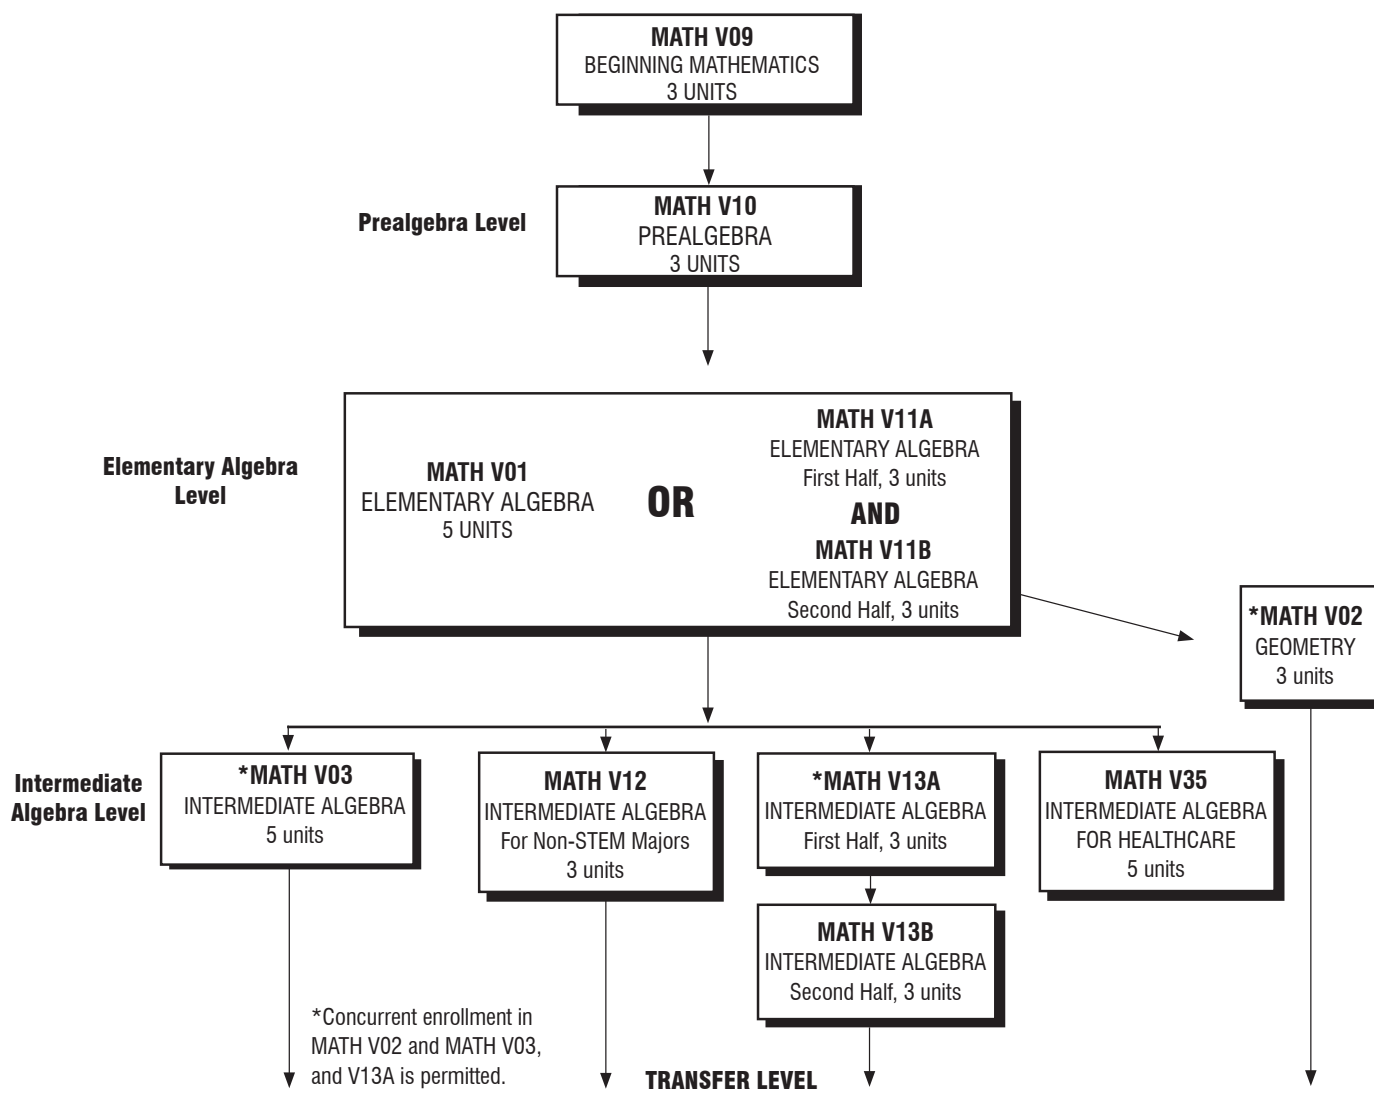 MATH V09
BEGINNING MATHEMATICS
3 UNITS
Prealgebra Level
MATH V10
PREALGEBRA
3 UNITS
Elementary Algebra
Level
MATH V01
ELEMENTARY ALGEBRA
5 UNITS
OR
MATH V11A
ELEMENTARY ALGEBRA
First Half, 3 units
AND
MATH V11B
ELEMENTARY ALGEBRA
Second Half, 3 units
*MATH V02
GEOMETRY
3 units
Intermediate
Algebra Level
*MATH V03
INTERMEDIATE ALGEBRA
5 units
MATH V12
INTERMEDIATE ALGEBRA
For Non-STEM Majors
3 units
*MATH V13A
INTERMEDIATE ALGEBRA
First Half, 3 units
MATH V35
INTERMEDIATE ALGEBRA
FOR HEALTHCARE
5 units
MATH V13B
INTERMEDIATE ALGEBRA
Second Half, 3 units
*Concurrent enrollment in
MATH V02 and MATH V03,
and V13A is permitted.
TRANSFER LEVEL